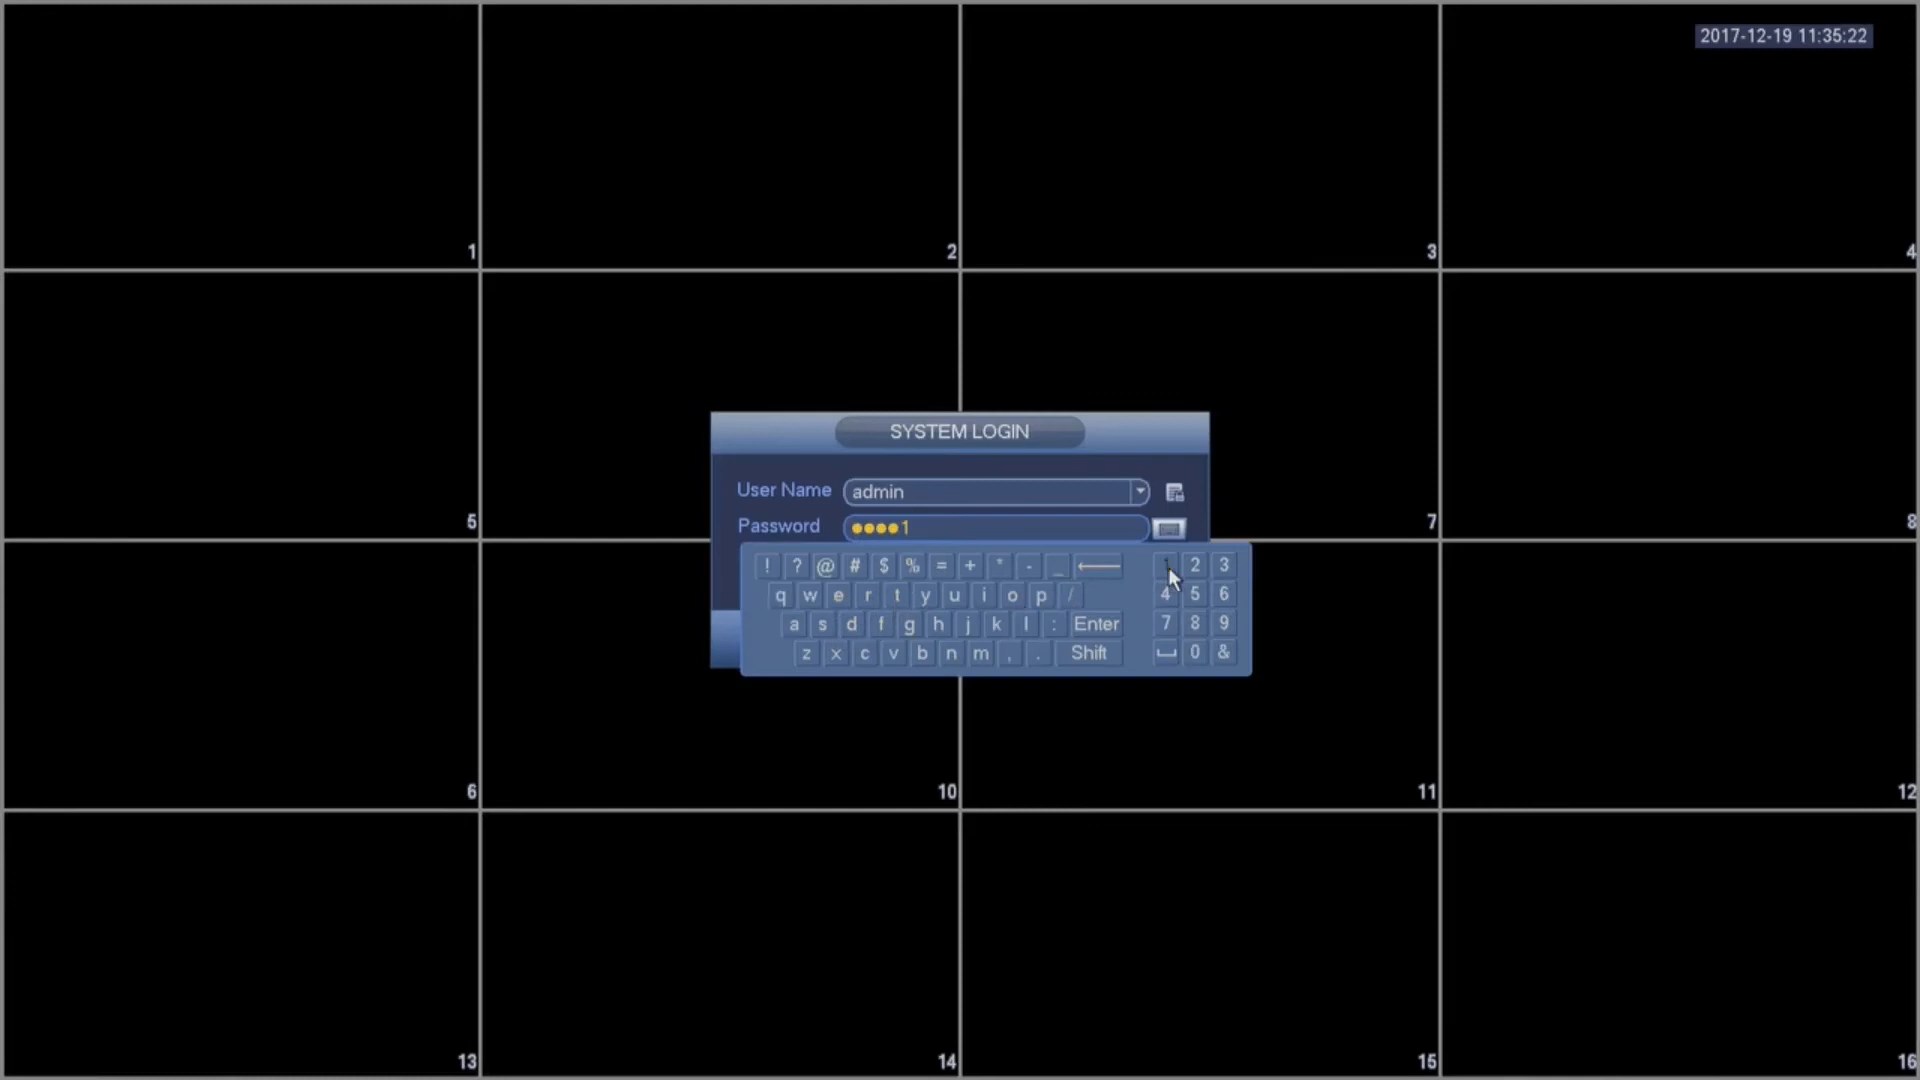 2017-12-19 11:35:22
1
2
3
4
SYSTEM LOGIN
User Name admin
5
7
8
Password ●●●●1
! ? @ # $ % = + * - _ 1 2 3
q w e r t y u i o p / 4 5 6
a s d f g h j k l : Enter 7 8 9
z x c v b n m , . Shift 0 &
6
10
11
12
13
14
15
16